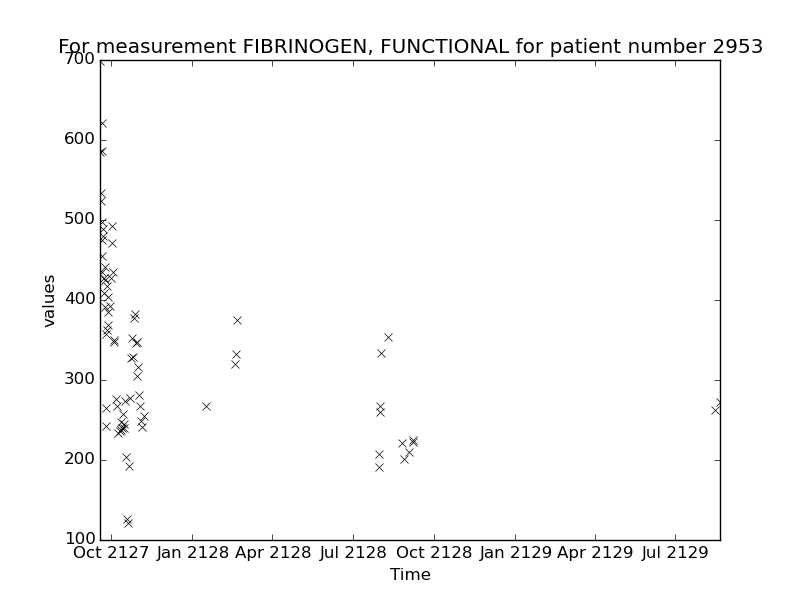 For measurement FIBRINOGEN, FUNCTIONAL for patient number 2953
700
600
500
400
300
200
100
values
Oct 2127 Jan 2128 Apr 2128 Jul 2128 Oct 2128 Jan 2129 Apr 2129 Jul 2129
Time